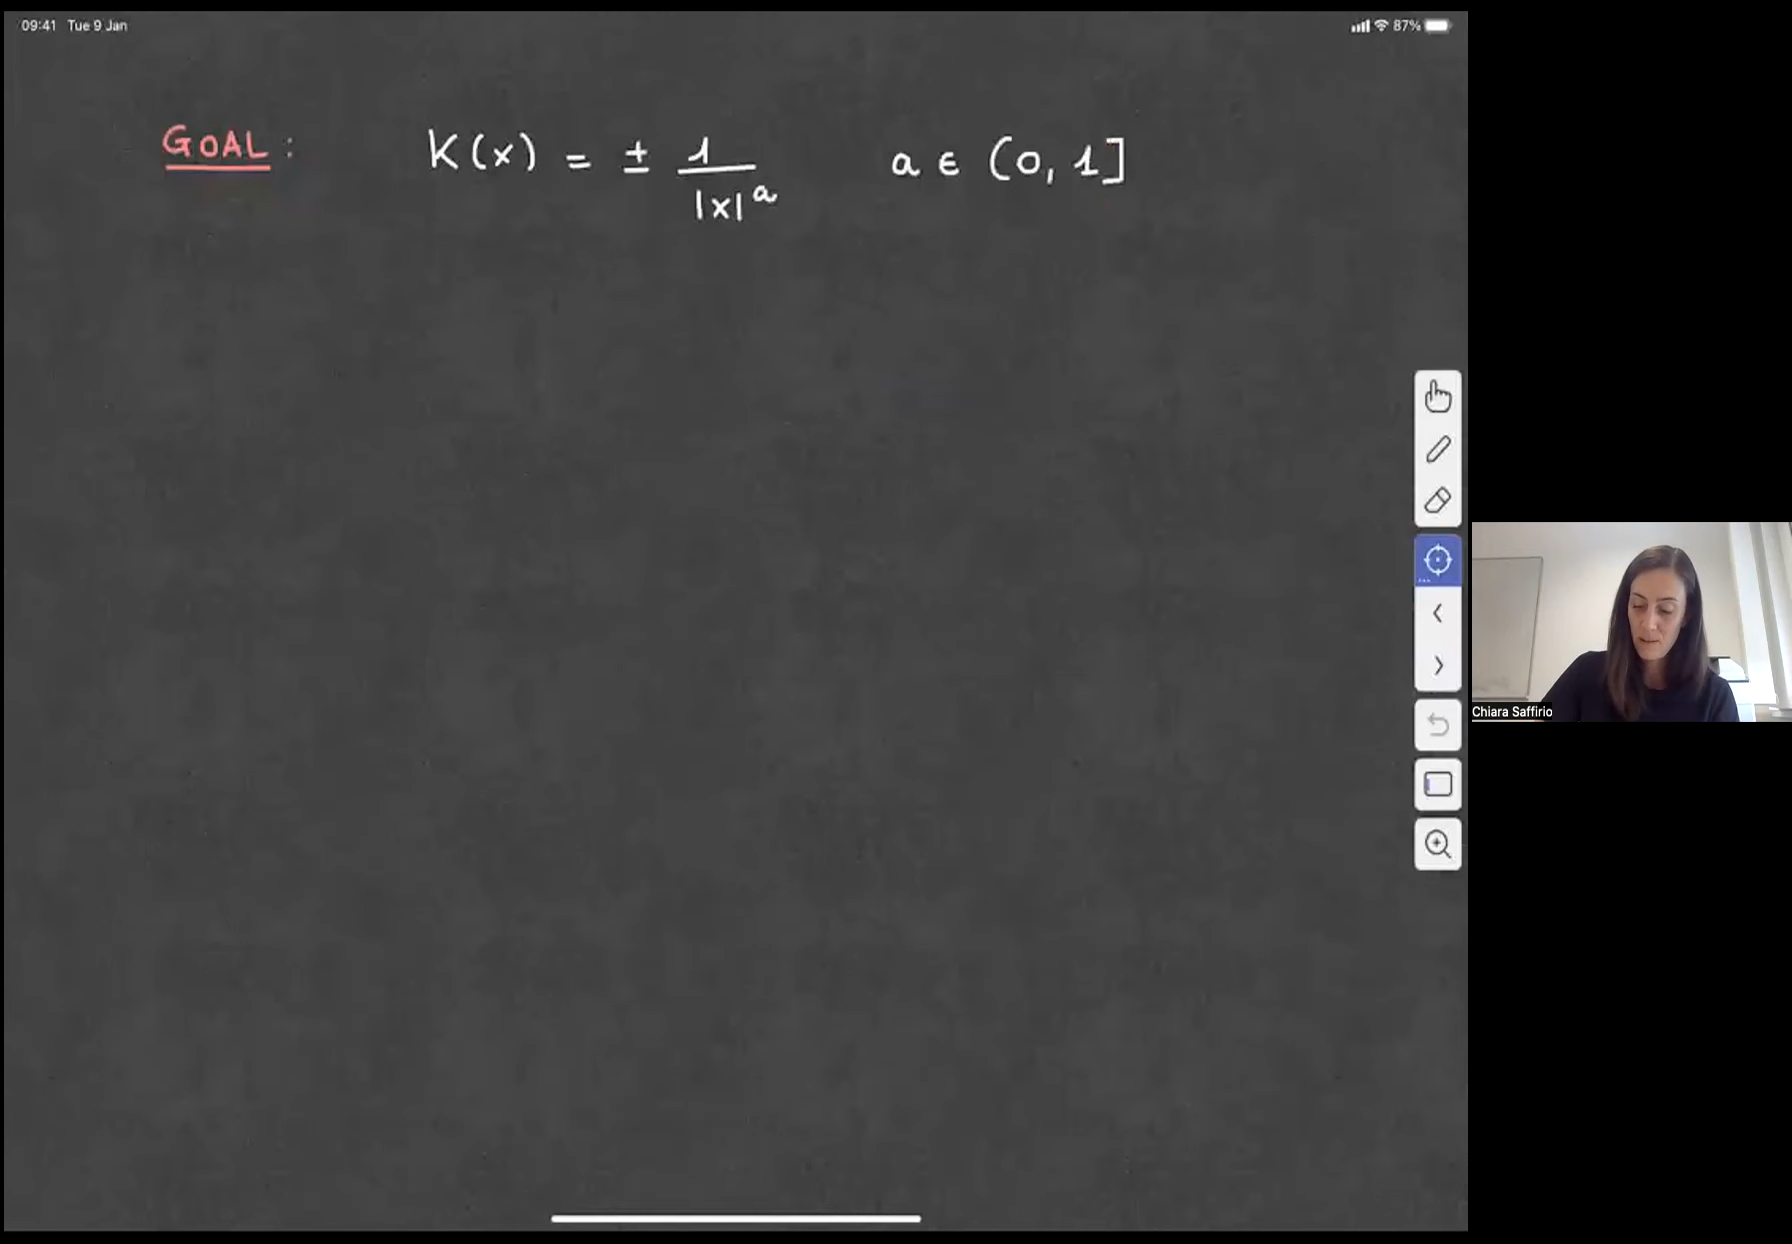 09:41 Tue 9 Jan 87%
GOAL: K(x) = ± 1/|x|^a a ∈ (0, 1]
Chiara Saffirio